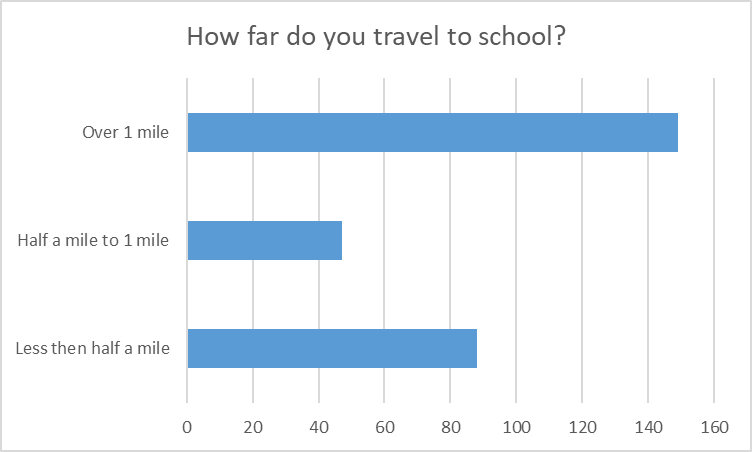 How far do you travel to school?
Over 1 mile
Half a mile to 1 mile
Less then half a mile
0 20 40 60 80 100 120 140 160